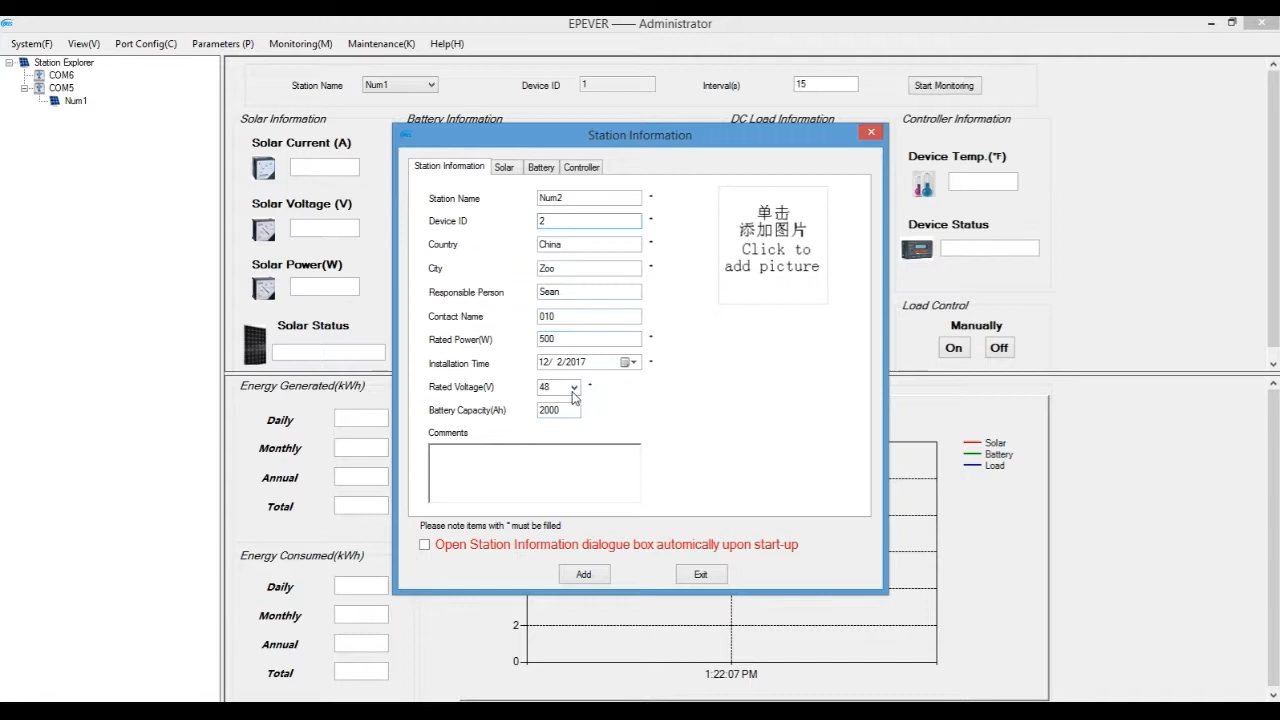 EPEVER —— Administrator
System(F) View(V) Port Config(C) Parameters (P) Monitoring(M) Maintenance(K) Help(H)
Station Explorer
COM6
COM5
Num1
Station Name Num1 Device ID 1 Interval(s) 15 Start Monitoring
Solar Information Battery Information DC Load Information Controller Information
Solar Current (A)
Solar Voltage (V)
Solar Power(W)
Solar Status
Device Temp.(°F)
Device Status
Load Control
Manually
On Off
Station Information
Station Information Solar Battery Controller
Station Name Num2 *
Device ID 2 *
Country China *
City Zoo *
Responsible Person Sean
Contact Name 010
Rated Power(W) 500 *
Installation Time 12/ 2/2017 *
Rated Voltage(V) 48 *
Battery Capacity(Ah) 2000
Comments
单击
添加图片
Click to
add picture
Please note items with * must be filled
Open Station Information dialogue box automically upon start-up
Add Exit
Energy Generated(kWh)
Daily
Monthly
Annual
Total
Energy Consumed(kWh)
Daily
Monthly
Annual
Total
Solar
Battery
Load
2
0
1:22:07 PM